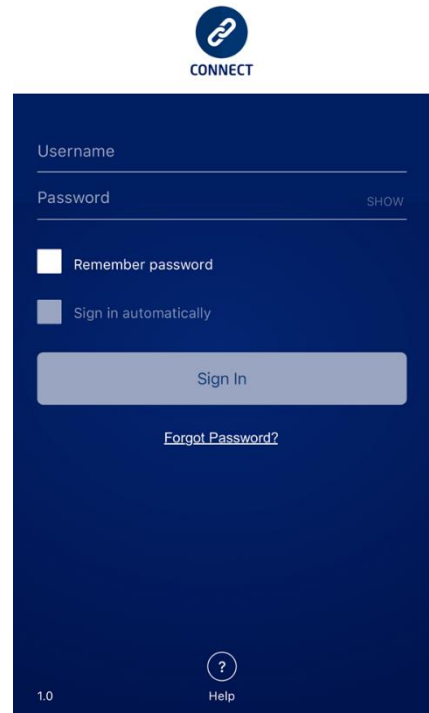 CONNECT
Username
Password SHOW
Remember password
Sign in automatically
Sign In
Forgot Password?
?
1.0 Help